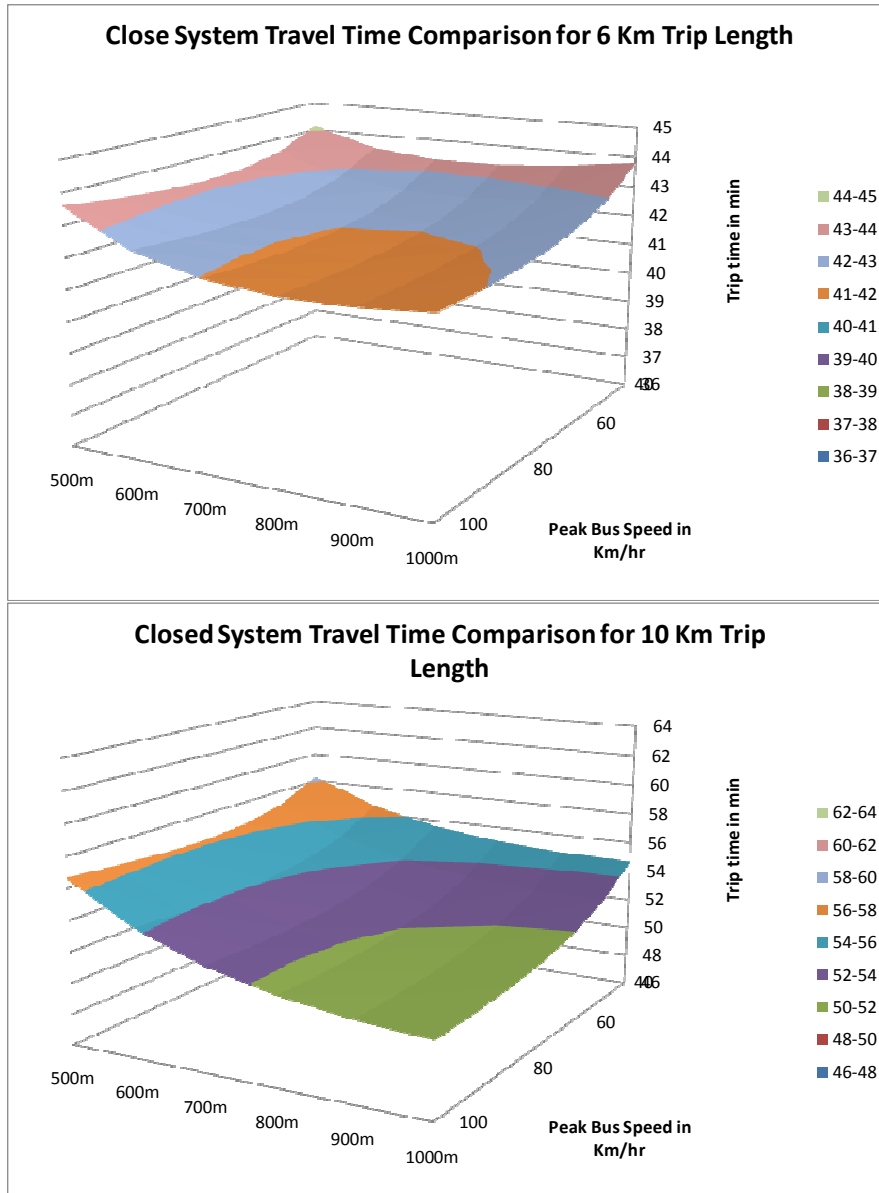 Close System Travel Time Comparison for 6 Km Trip Length
45
44
43
42
41
40
39
38
37
36
Trip time in min
40
60
80
100
Peak Bus Speed in
Km/hr
500m
600m
700m
800m
900m
1000m
44-45
43-44
42-43
41-42
40-41
39-40
38-39
37-38
36-37
Closed System Travel Time Comparison for 10 Km Trip
Length
64
62
60
58
56
54
52
50
48
46
Trip time in min
40
60
80
100
Peak Bus Speed in
Km/hr
500m
600m
700m
800m
900m
1000m
62-64
60-62
58-60
56-58
54-56
52-54
50-52
48-50
46-48